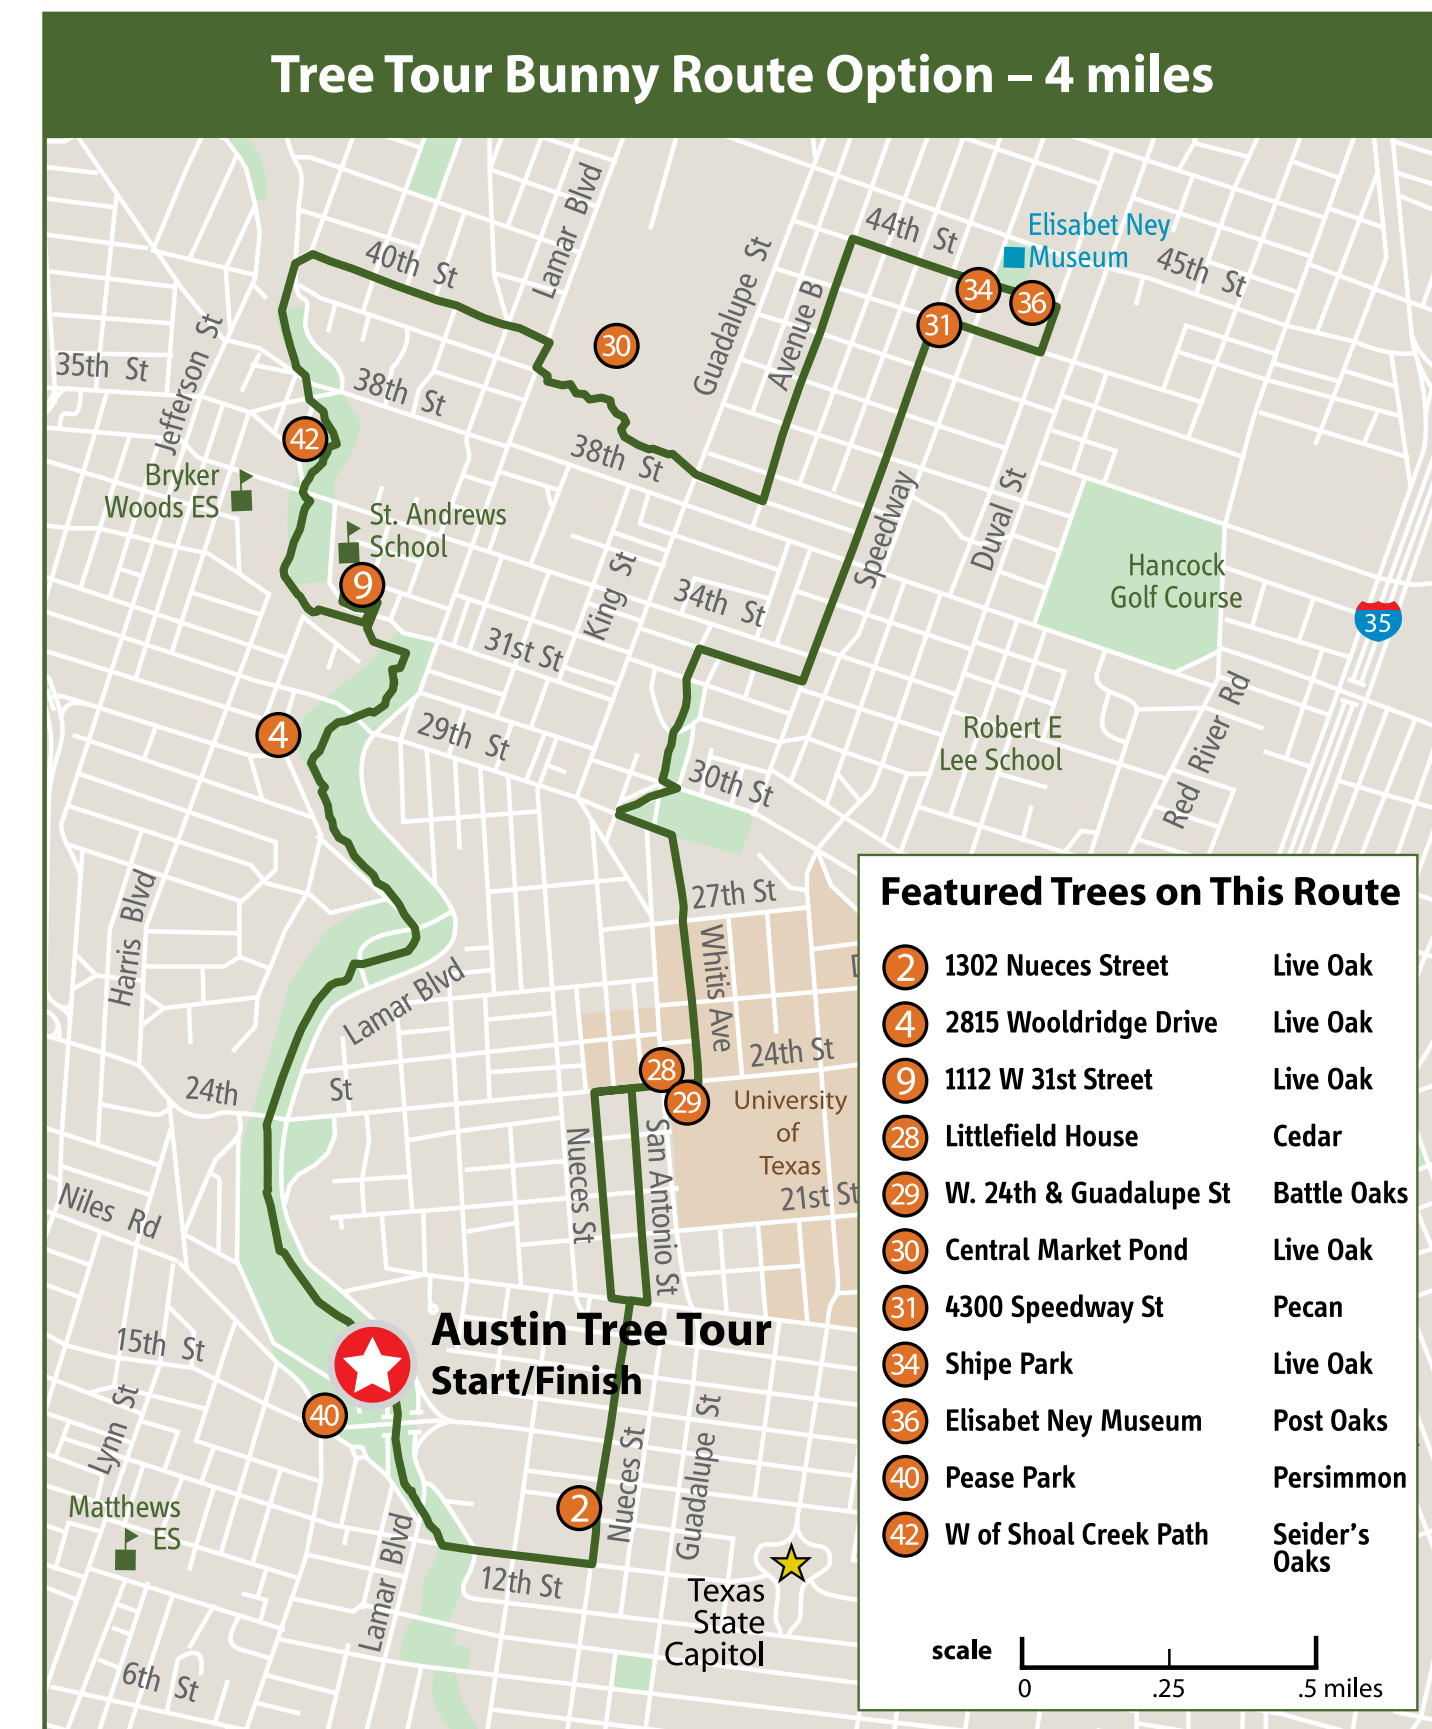 Tree Tour Bunny Route Option – 4 miles
Lamar Blvd
40th St
44th St
Elisabet Ney
Museum
45th St
Guadalupe St
Avenue B
34
36
31
30
35th St
Jefferson St
38th St
42
38th St
Bryker
Woods ES
St. Andrews
School
9
Speedway
Duval St
Hancock
Golf Course
35
King St
34th St
31st St
4
29th St
30th St
Robert E
Lee School
Red River Rd
Harris Blvd
27th St
Whitis Ave
D
Lamar Blvd
24th St
24th St
28
29
University
of
Texas
21st St
Nueces St
San Antonio St
Niles Rd
15th St
Lynn St
Austin Tree Tour
Start/Finish
40
Matthews
ES
Lamar Blvd
2
Nueces St
Guadalupe St
12th St
6th St
Texas
State
Capitol
Featured Trees on This Route
2 1302 Nueces Street Live Oak
4 2815 Wooldridge Drive Live Oak
9 1112 W 31st Street Live Oak
28 Littlefield House Cedar
29 W. 24th & Guadalupe St Battle Oaks
30 Central Market Pond Live Oak
31 4300 Speedway St Pecan
34 Shipe Park Live Oak
36 Elisabet Ney Museum Post Oaks
40 Pease Park Persimmon
42 W of Shoal Creek Path Seider's
Oaks
scale
0 .25 .5 miles